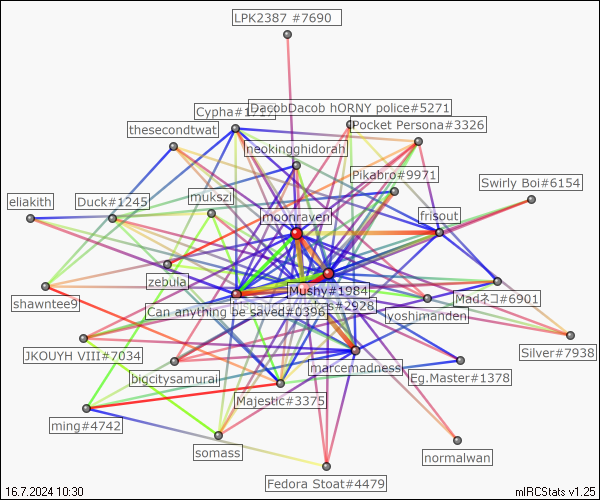 LPK2387 #7690
DacobDacob hORNY police#5271
Cypha#1717
Pocket Persona#3326
thesecondtwat
neokingghidorah
Pikabro#9971
Swirly Boi#6154
mukszi
eliakith
Duck#1245
moonraven
frisout
zebula
Mushy#1984
shawntee9
Can anything be saved#0396
#2928
Madネコ#6901
yoshimanden
JKOUYH VIII#7034
Silver#7938
marcemadness
bigcitysamurai
Eg.Master#1378
Majestic#3375
ming#4742
somass
normalwan
Fedora Stoat#4479
16.7.2024 10:30
mIRCStats v1.25